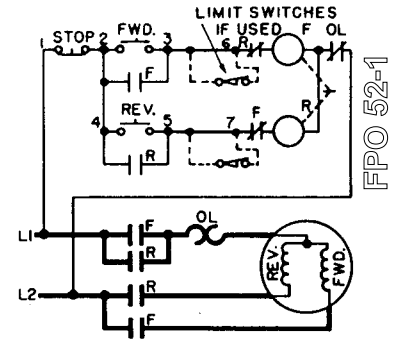 LIMIT SWITCHES
IF USED
1 STOP 2 FWD. 3 6 R F OL
F
REV.
4 5 7 F R
R
FPO 52-1
L1 F OL
R
L2 R REV. FWD.
F